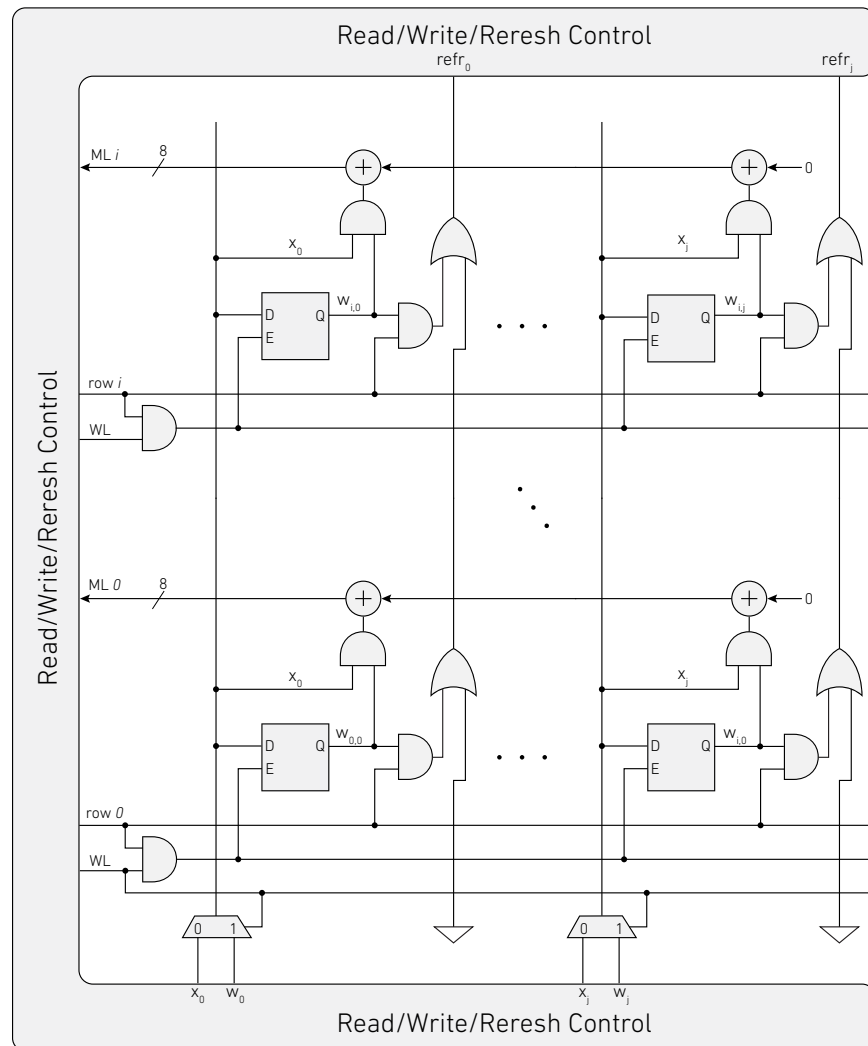 Read/Write/Reresh Control
refr₀ refrⱼ
ML i 8 + + 0
x₀ xⱼ
D Q wᵢ,₀ D Q wᵢ,ⱼ
E E
row i
WL
Read/Write/Reresh Control
ML 0 8 + + 0
x₀ xⱼ
D Q w₀,₀ D Q wᵢ,₀
E E
row 0
WL
0 1 0 1
x₀ w₀ xⱼ wⱼ
Read/Write/Reresh Control